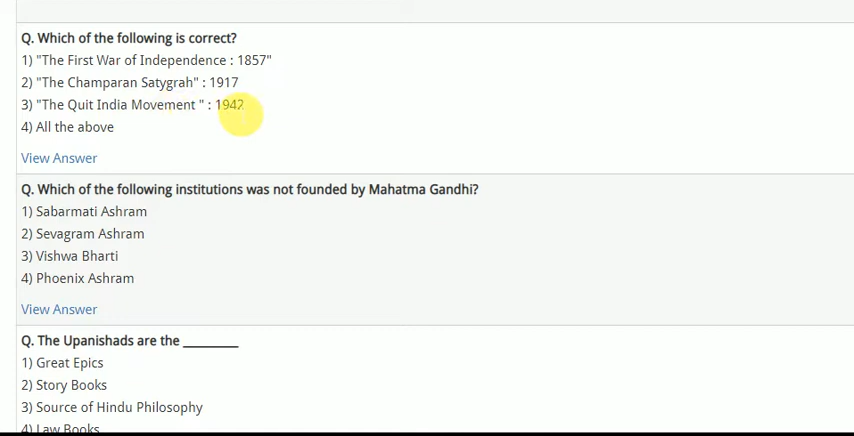 Q. Which of the following is correct?
1) "The First War of Independence : 1857"
2) "The Champaran Satygrah" : 1917
3) "The Quit India Movement " : 1942
4) All the above
View Answer
Q. Which of the following institutions was not founded by Mahatma Gandhi?
1) Sabarmati Ashram
2) Sevagram Ashram
3) Vishwa Bharti
4) Phoenix Ashram
View Answer
Q. The Upanishads are the _________
1) Great Epics
2) Story Books
3) Source of Hindu Philosophy
4) Law Books